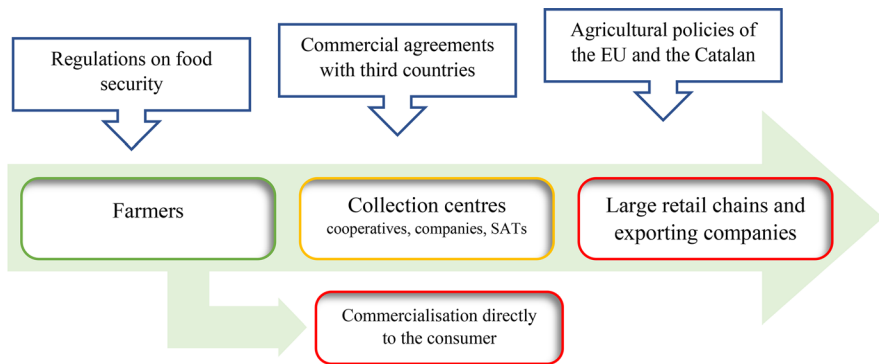 Regulations on food
security
Commercial agreements
with third countries
Agricultural policies of
the EU and the Catalan
Farmers
Collection centres
cooperatives, companies, SATs
Large retail chains and
exporting companies
Commercialisation directly
to the consumer